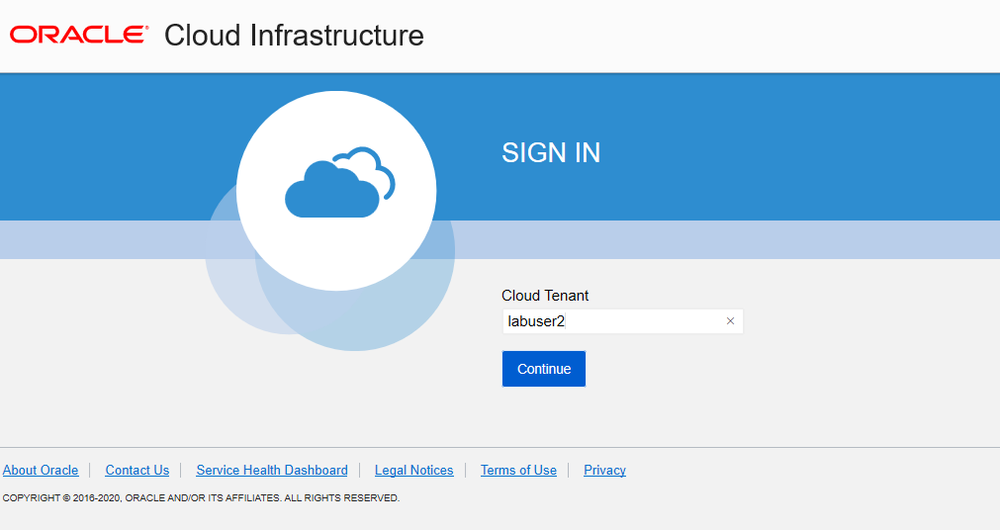 ORACLE® Cloud Infrastructure
SIGN IN
Cloud Tenant
labuser2
Continue
About Oracle
Contact Us
Service Health Dashboard
Legal Notices
Terms of Use
Privacy
COPYRIGHT © 2016-2020, ORACLE AND/OR ITS AFFILIATES. ALL RIGHTS RESERVED.